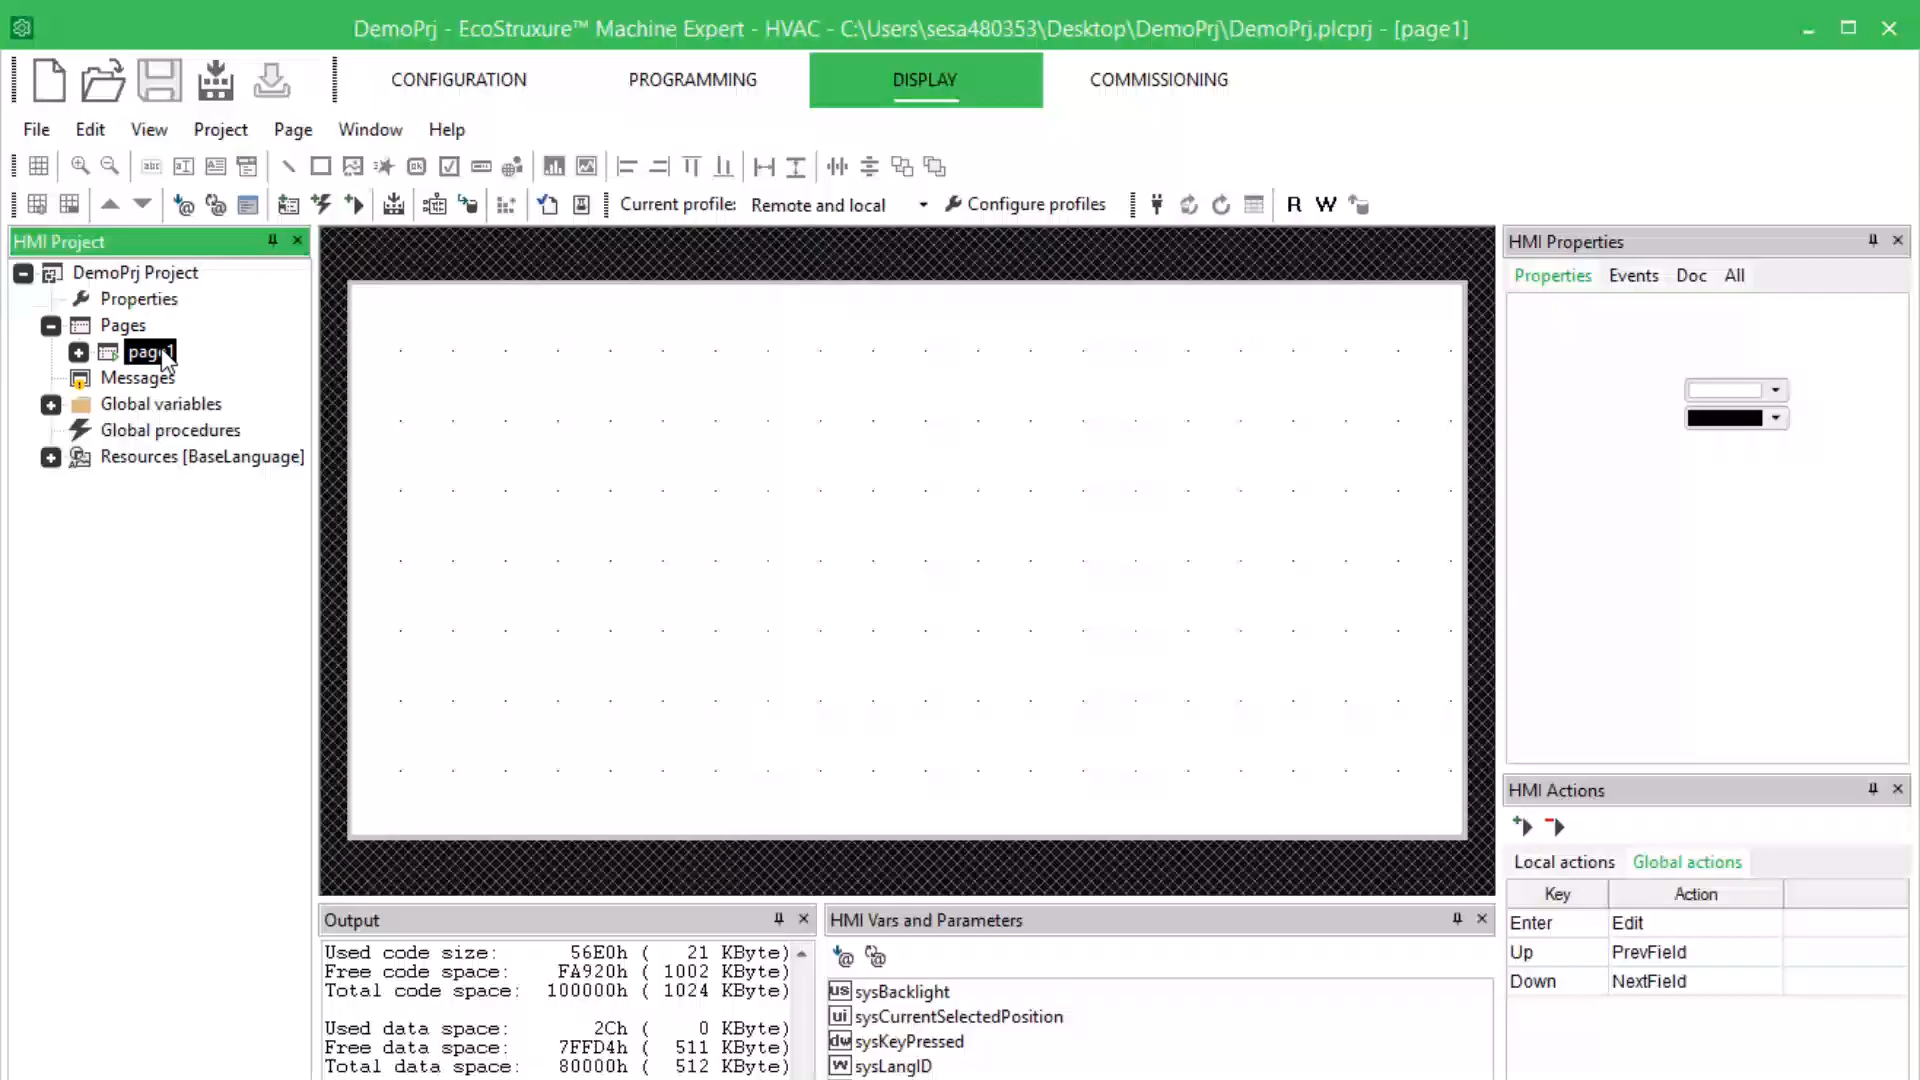 DemoPrj - EcoStruxure™ Machine Expert - HVAC - C:\Users\sesa480353\Desktop\DemoPrj\DemoPrj.plcprj - [page1]
CONFIGURATION PROGRAMMING DISPLAY COMMISSIONING
File Edit View Project Page Window Help
Current profile: Remote and local Configure profiles R W
HMI Project
DemoPrj Project
Properties
Pages
page1
Messages
Global variables
Global procedures
Resources [BaseLanguage]
HMI Properties
Properties Events Doc All
HMI Actions
Local actions Global actions
Key Action
Enter Edit
Up PrevField
Down NextField
Output
Used code size: 56E0h ( 21 KByte)
Free code space: FA920h ( 1002 KByte)
Total code space: 100000h ( 1024 KByte)
Used data space: 2Ch ( 0 KByte)
Free data space: 7FFD4h ( 511 KByte)
Total data space: 80000h ( 512 KByte)
HMI Vars and Parameters
us sysBacklight
ui sysCurrentSelectedPosition
dw sysKeyPressed
w sysLangID